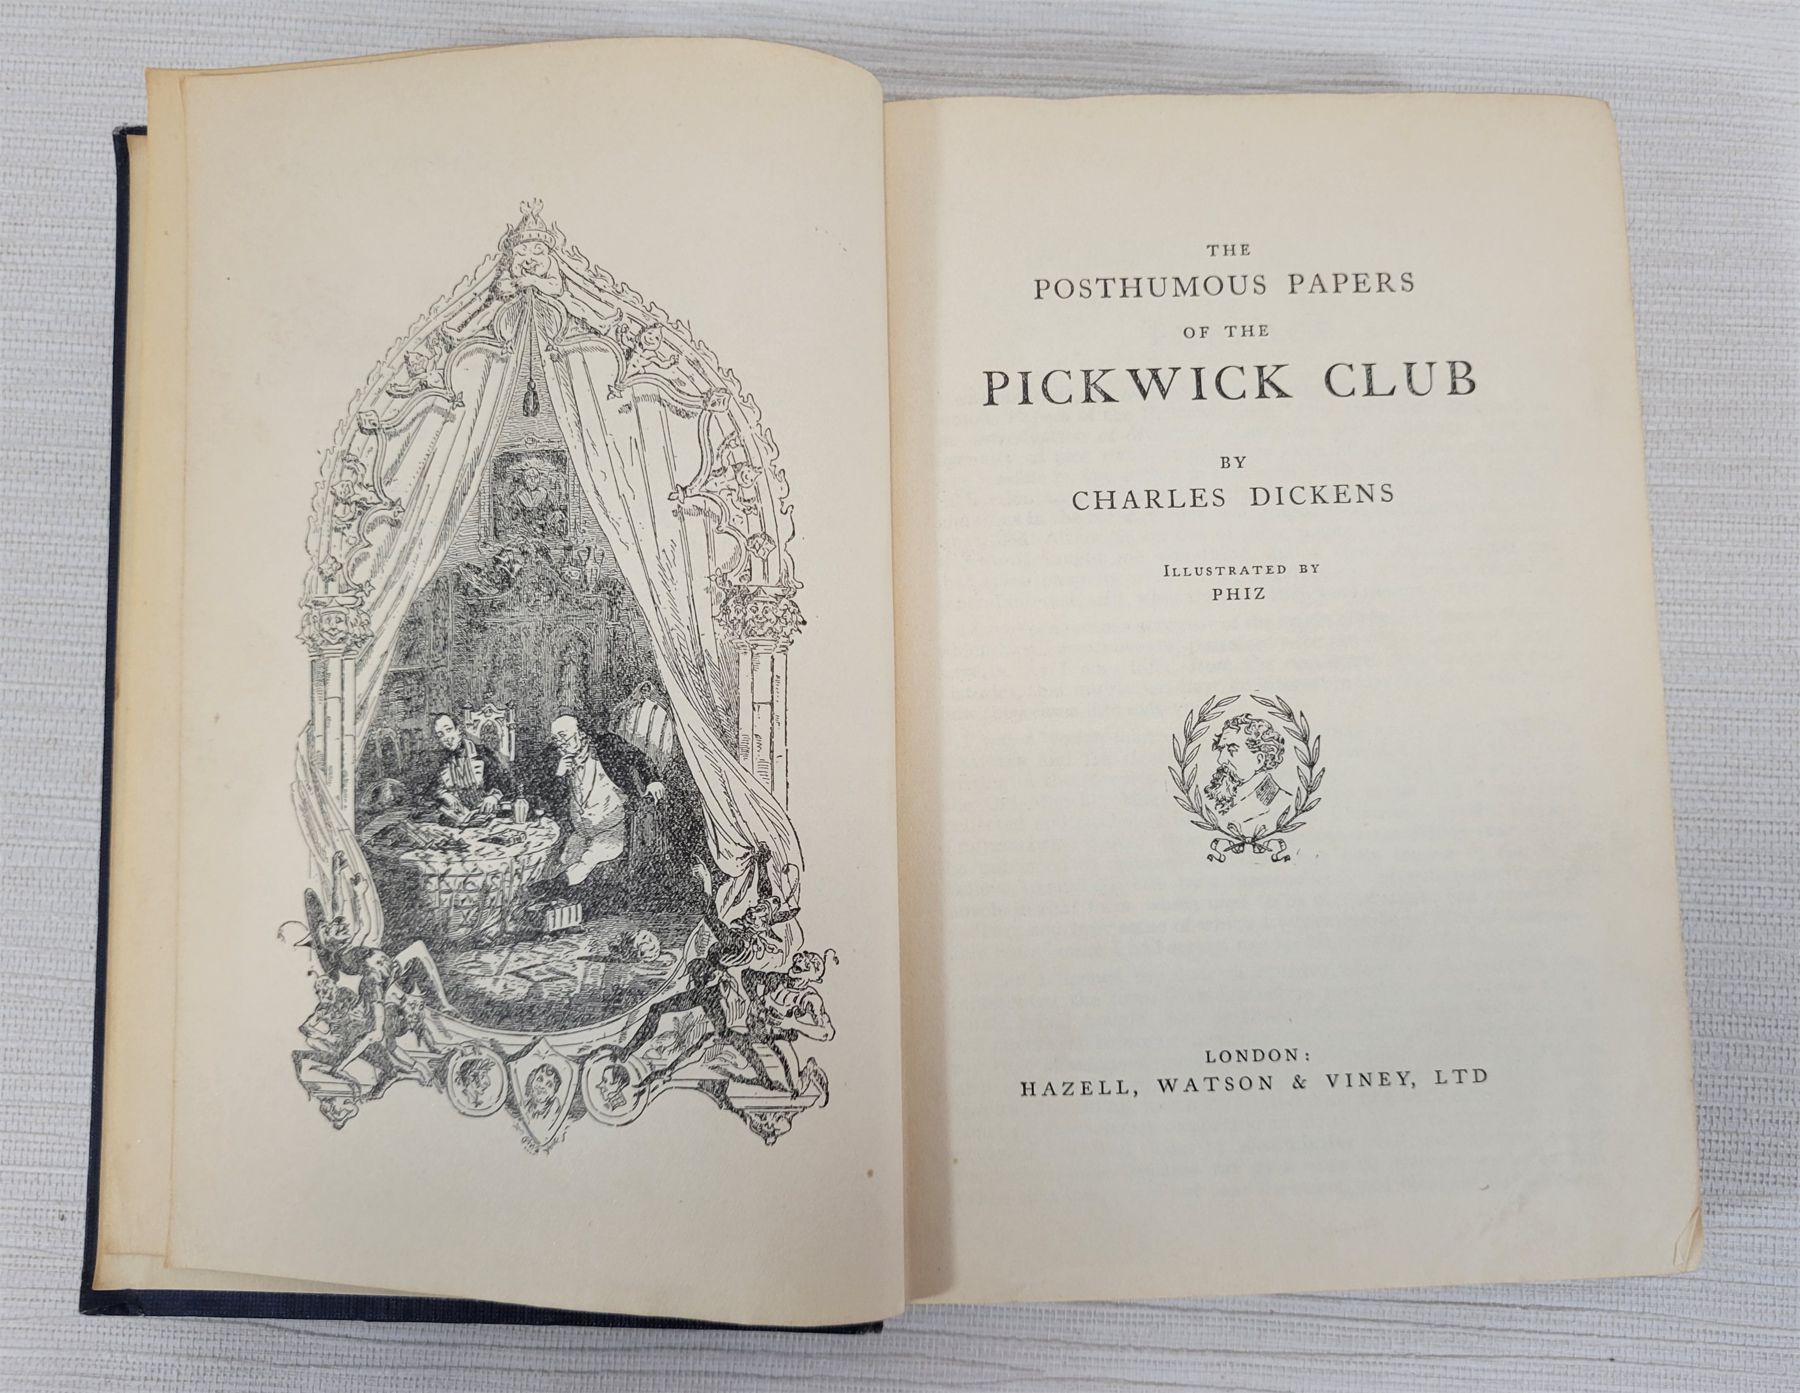 THE
POSTHUMOUS PAPERS
OF THE
PICKWICK CLUB
BY
CHARLES DICKENS
ILLUSTRATED BY
PHIZ
LONDON:
HAZELL, WATSON & VINEY, LTD